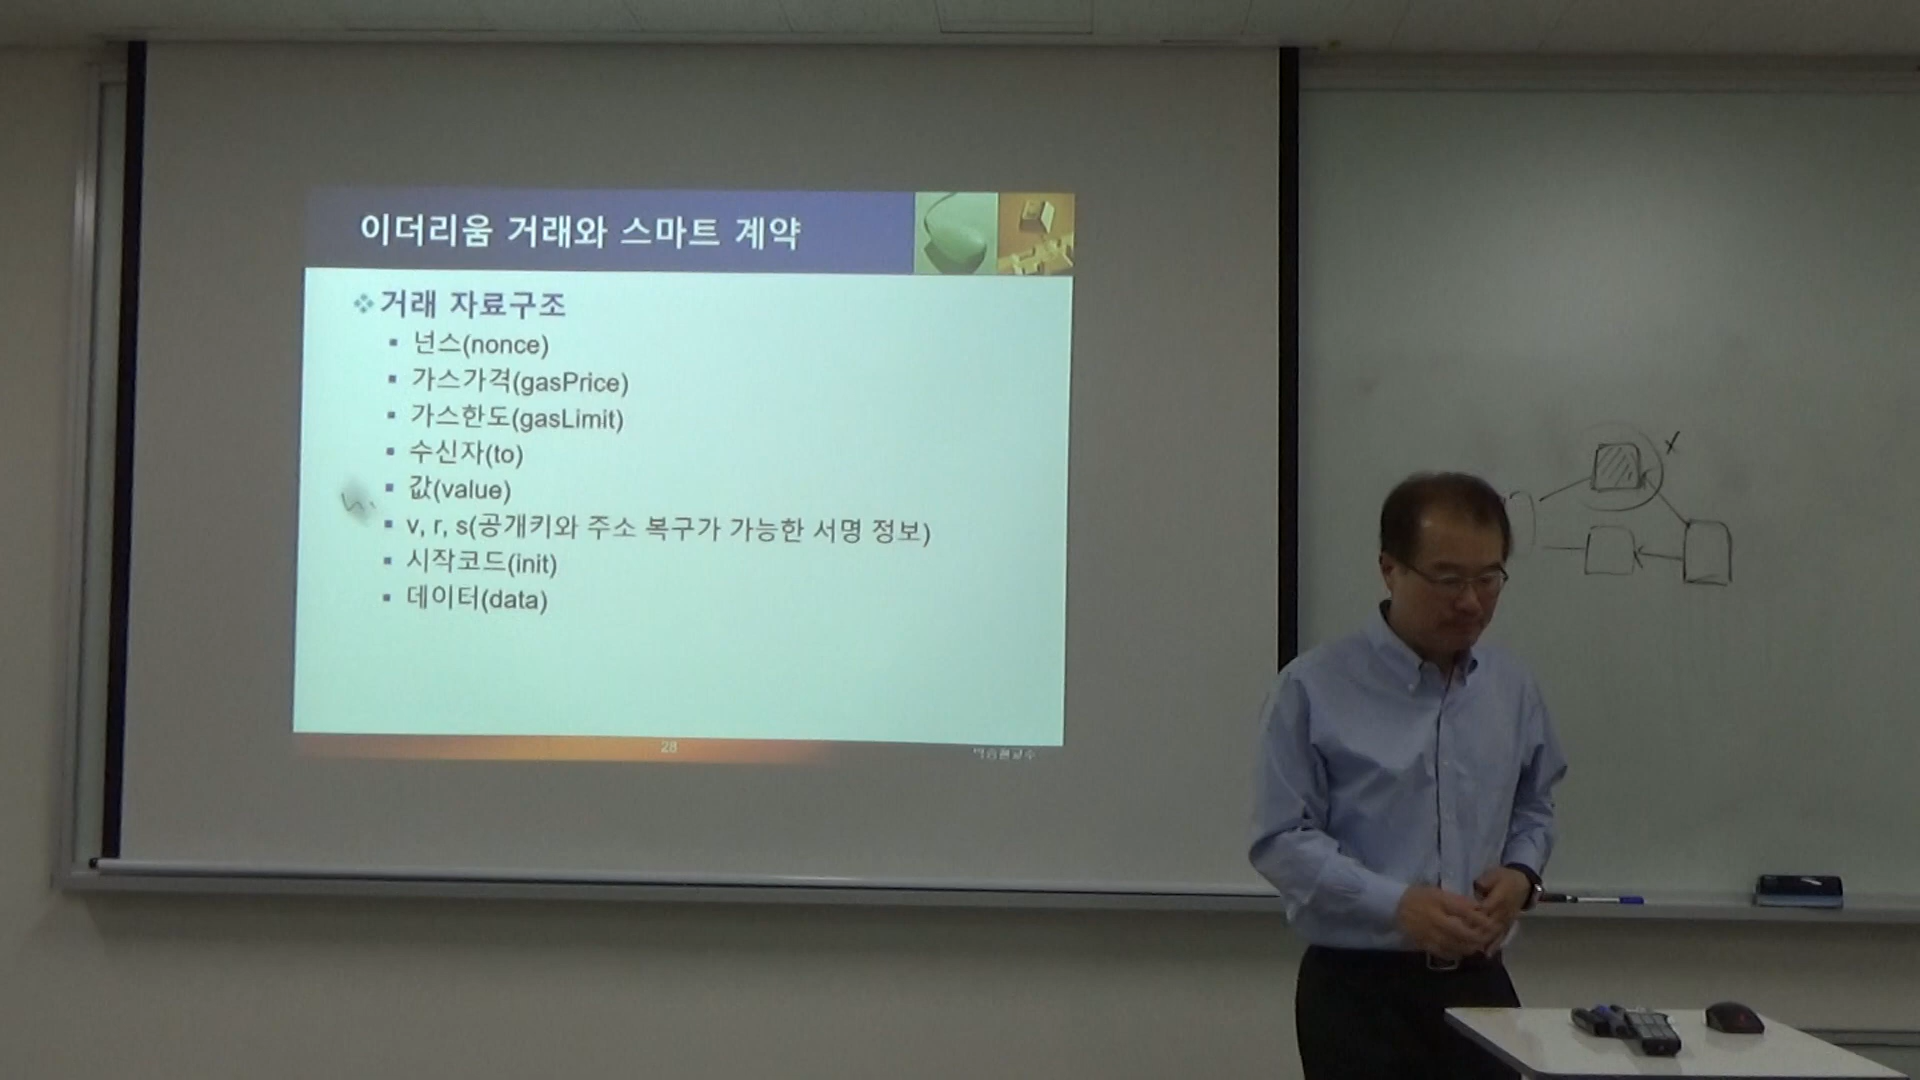 이더리움 거래와 스마트 계약
거래 자료구조
넌스(nonce)
가스가격(gasPrice)
가스한도(gasLimit)
수신자(to)
값(value)
v, r, s(공개키와 주소 복구가 가능한 서명 정보)
시작코드(init)
데이터(data)
28